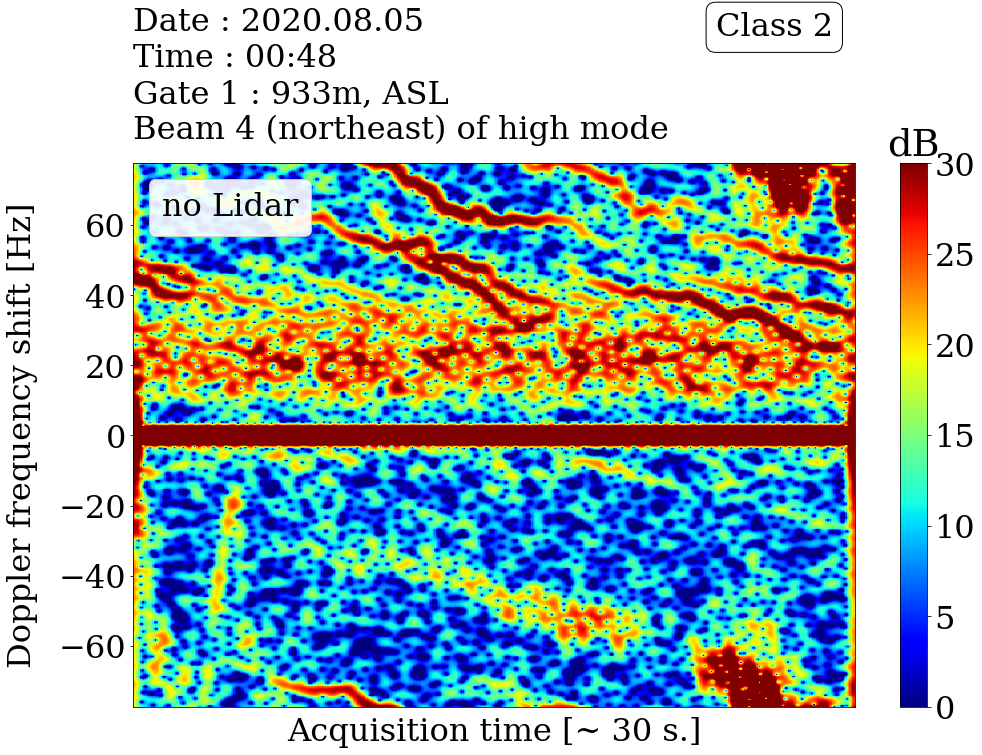 Date : 2020.08.05
Time : 00:48
Gate 1 : 933m, ASL
Beam 4 (northeast) of high mode
Class 2
dB
no Lidar
Doppler frequency shift [Hz]
60
40
20
0
−20
−40
−60
30
25
20
15
10
5
0
Acquisition time [~ 30 s.]